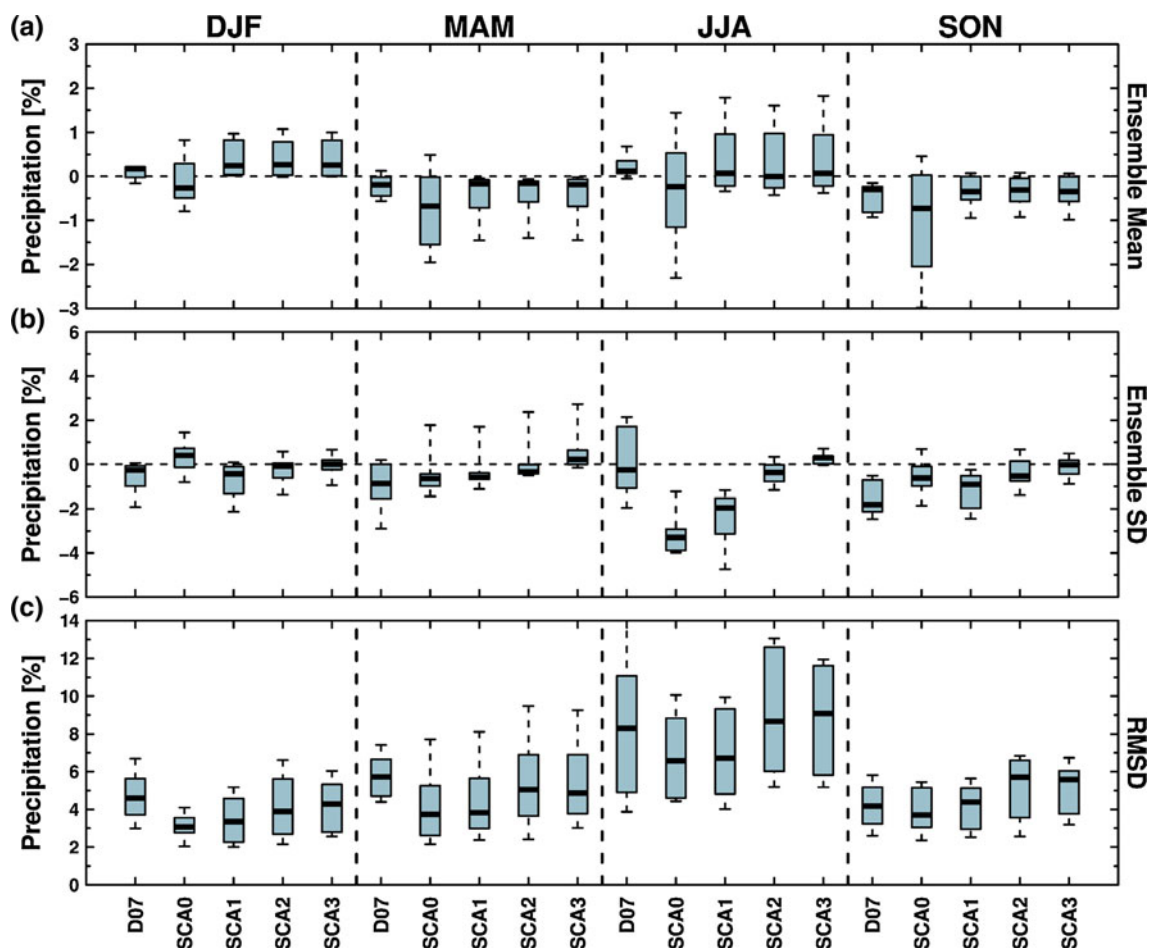 (a) DJF MAM JJA SON
Precipitation [%]
3
2
1
0
−1
−2
−3
Ensemble Mean
(b)
Precipitation [%]
6
4
2
0
−2
−4
−6
Ensemble SD
(c)
Precipitation [%]
14
12
10
8
6
4
2
0
RMSD
D07 SCA0 SCA1 SCA2 SCA3 D07 SCA0 SCA1 SCA2 SCA3 D07 SCA0 SCA1 SCA2 SCA3 D07 SCA0 SCA1 SCA2 SCA3